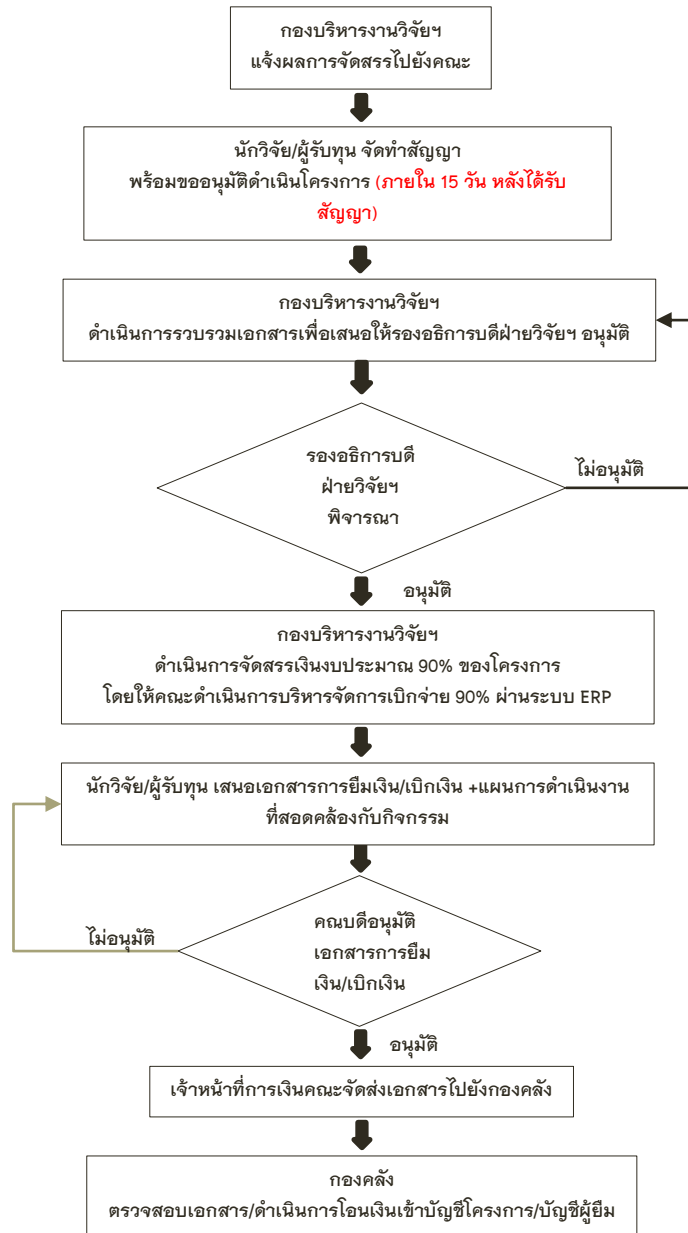 กองบริหารงานวิจัยฯ
แจ้งผลการจัดสรรไปยังคณะ
นักวิจัย/ผู้รับทุน จัดทำสัญญา
พร้อมขออนุมัติดำเนินโครงการ (ภายใน 15 วัน หลังได้รับ
สัญญา)
กองบริหารงานวิจัยฯ
ดำเนินการรวบรวมเอกสารเพื่อเสนอให้รองอธิการบดีฝ่ายวิจัยฯ อนุมัติ
รองอธิการบดี
ฝ่ายวิจัยฯ
พิจารณา
ไม่อนุมัติ
อนุมัติ
กองบริหารงานวิจัยฯ
ดำเนินการจัดสรรเงินงบประมาณ 90% ของโครงการ
โดยให้คณะดำเนินการบริหารจัดการเบิกจ่าย 90% ผ่านระบบ ERP
นักวิจัย/ผู้รับทุน เสนอเอกสารการยืมเงิน/เบิกเงิน +แผนการดำเนินงาน
ที่สอดคล้องกับกิจกรรม
ไม่อนุมัติ
คณบดีอนุมัติ
เอกสารการยืม
เงิน/เบิกเงิน
อนุมัติ
เจ้าหน้าที่การเงินคณะจัดส่งเอกสารไปยังกองคลัง
กองคลัง
ตรวจสอบเอกสาร/ดำเนินการโอนเงินเข้าบัญชีโครงการ/บัญชีผู้ยืม